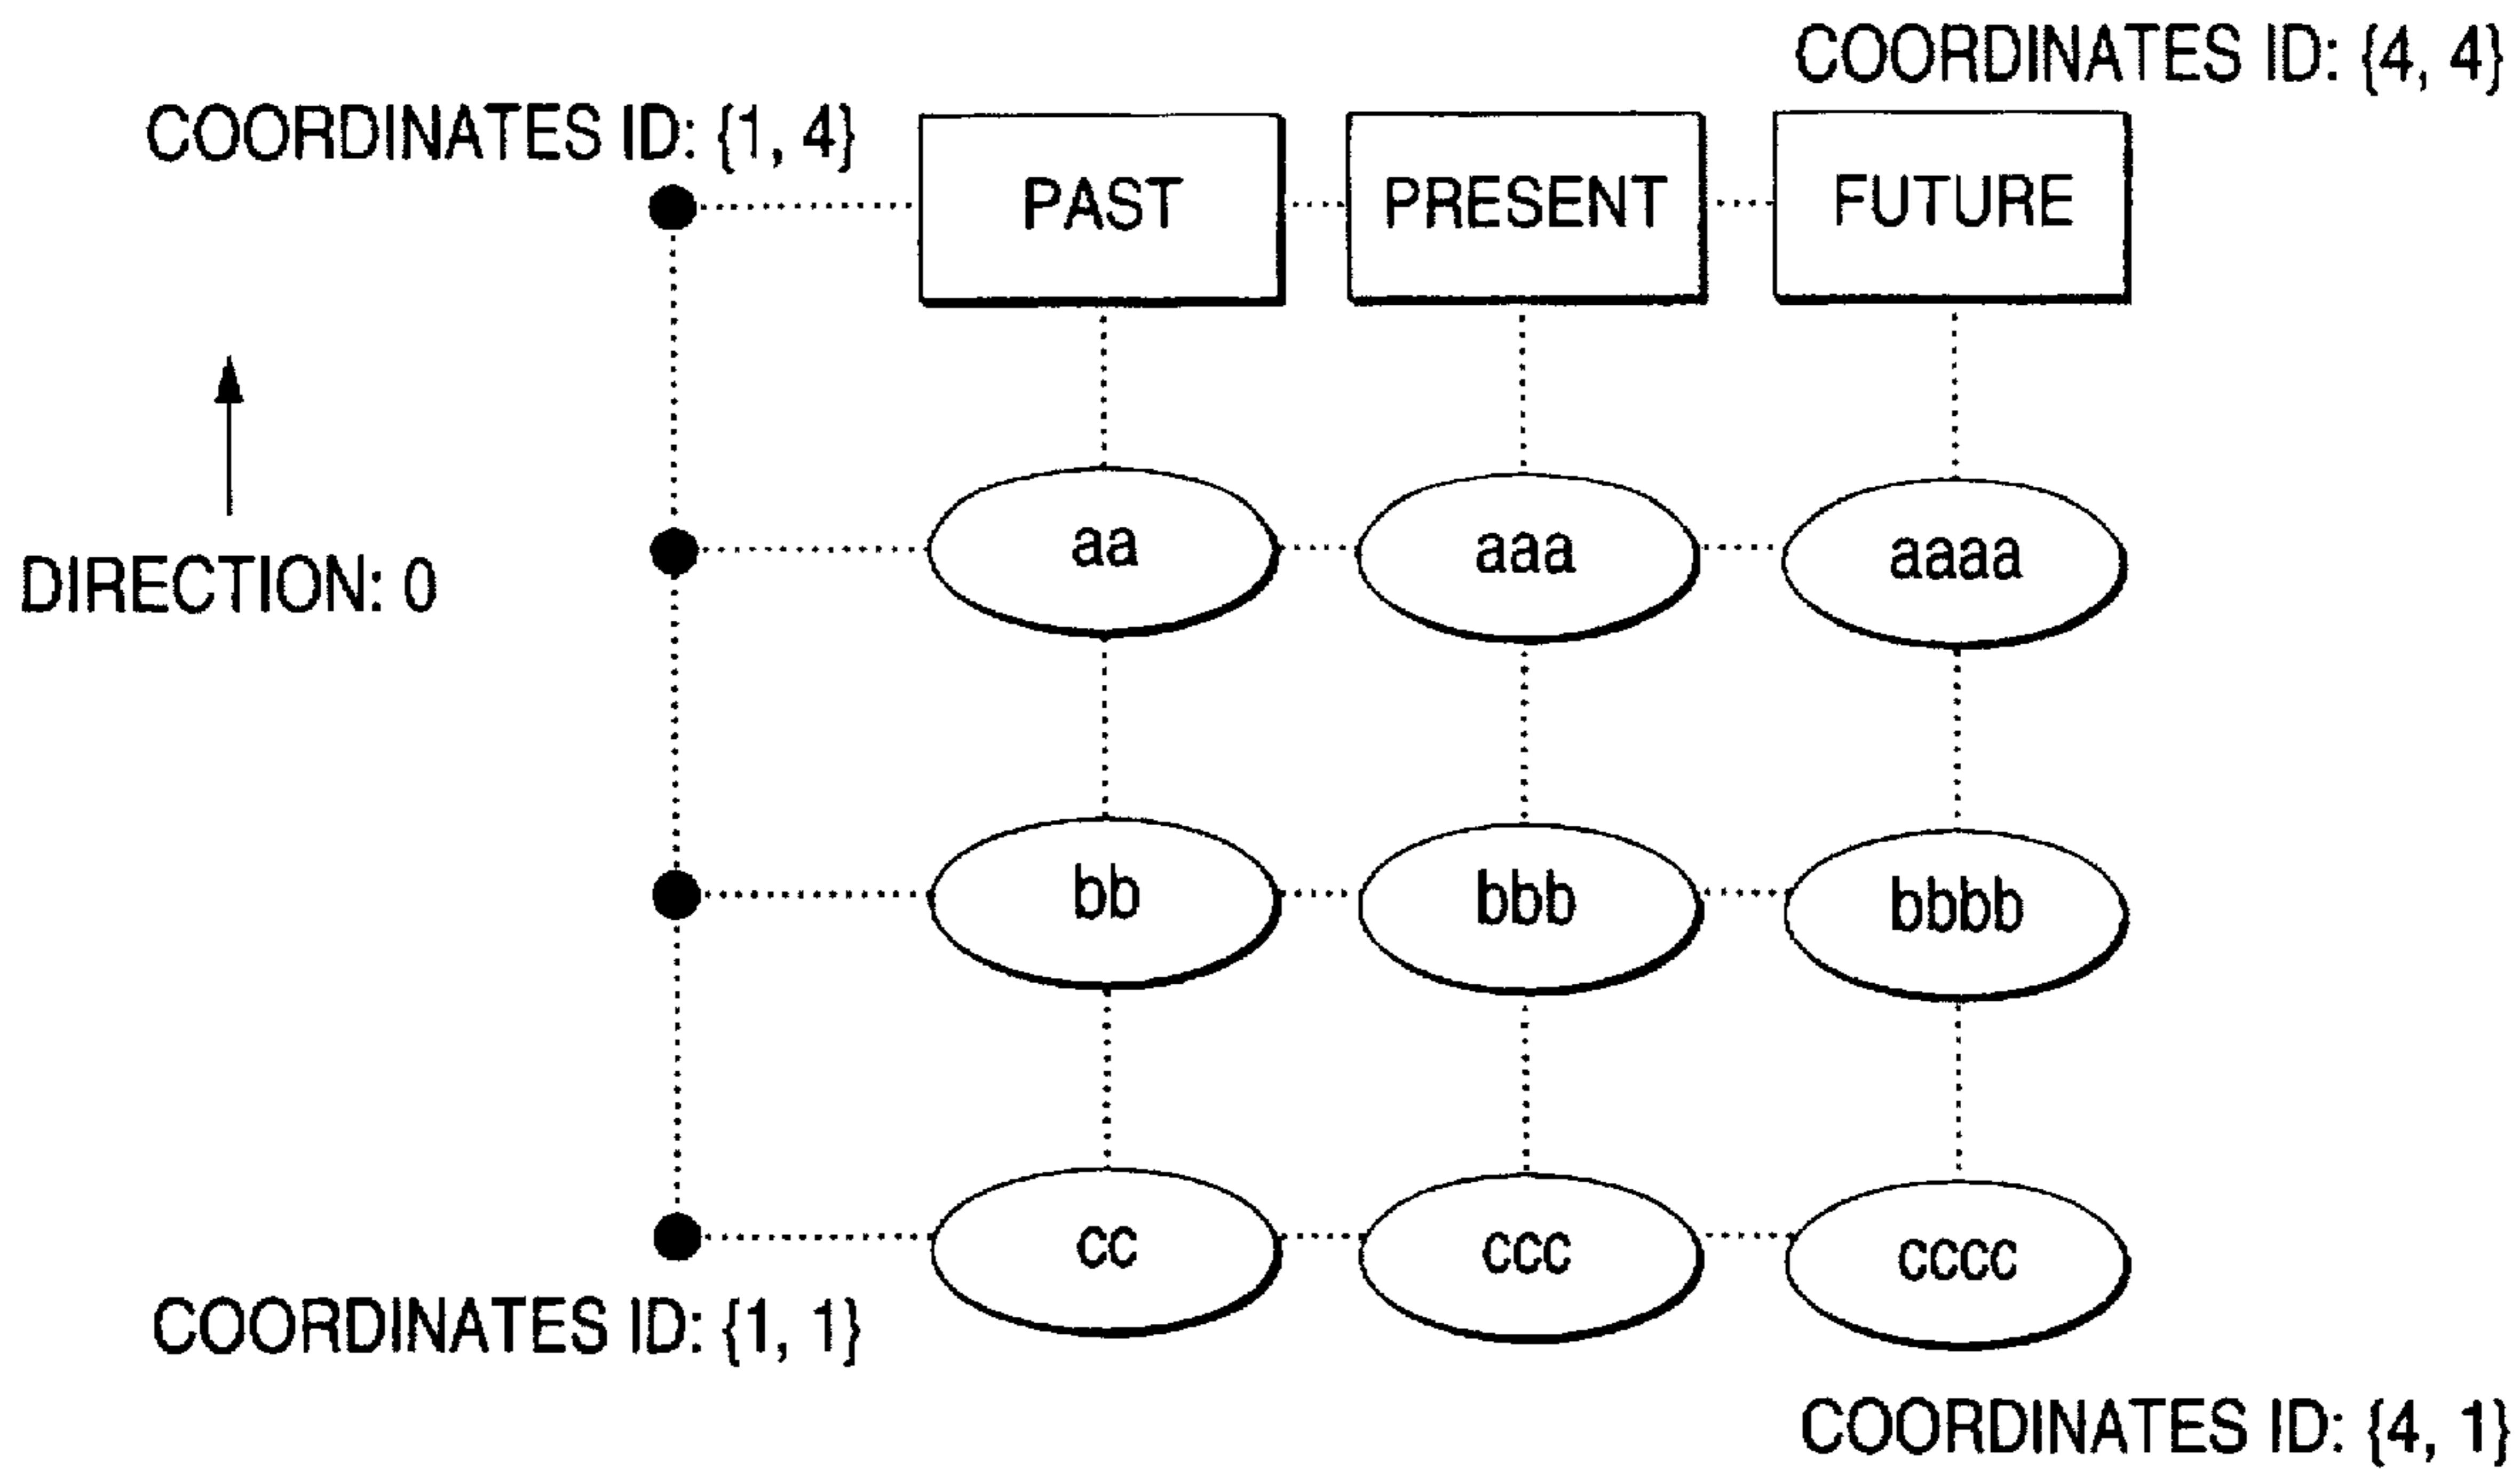 COORDINATES ID: {4, 4}
COORDINATES ID: {1, 4}
PAST
PRESENT
FUTURE
aa
aaa
aaaa
DIRECTION: 0
bb
bbb
bbbb
cc
ccc
cccc
COORDINATES ID: {1, 1}
COORDINATES ID: {4, 1}